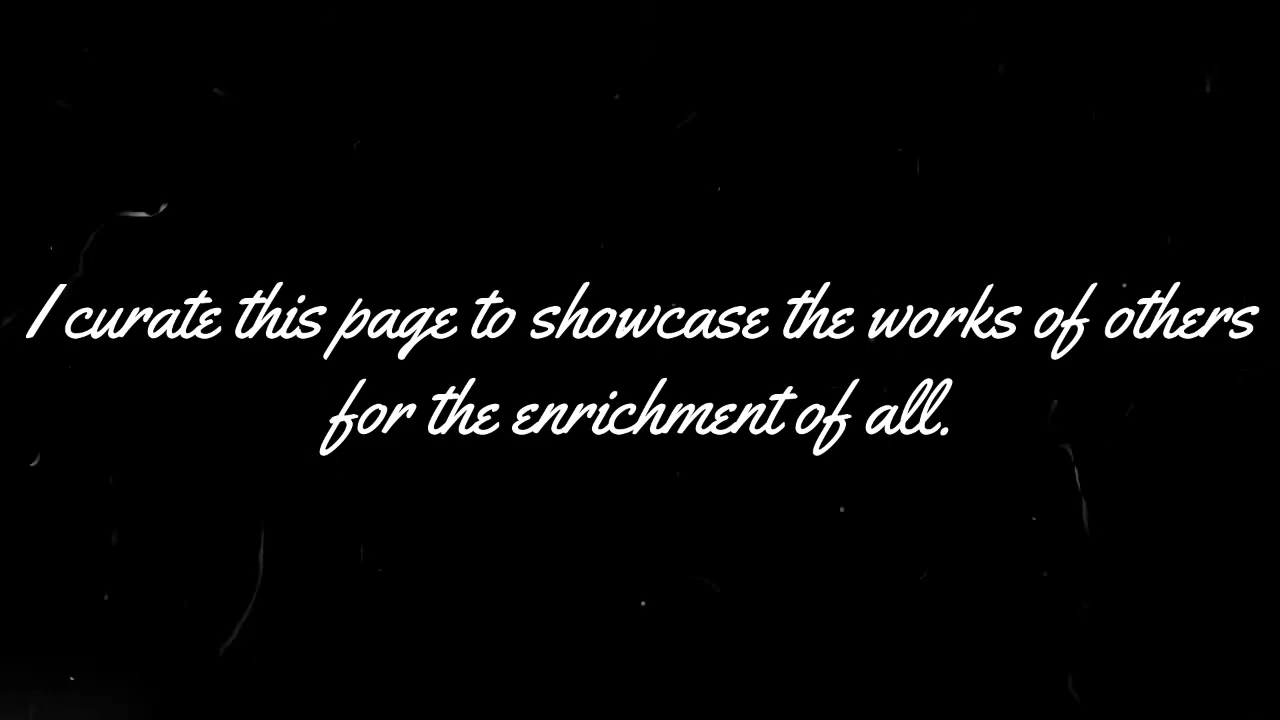 I curate this page to showcase the works of others
for the enrichment of all.